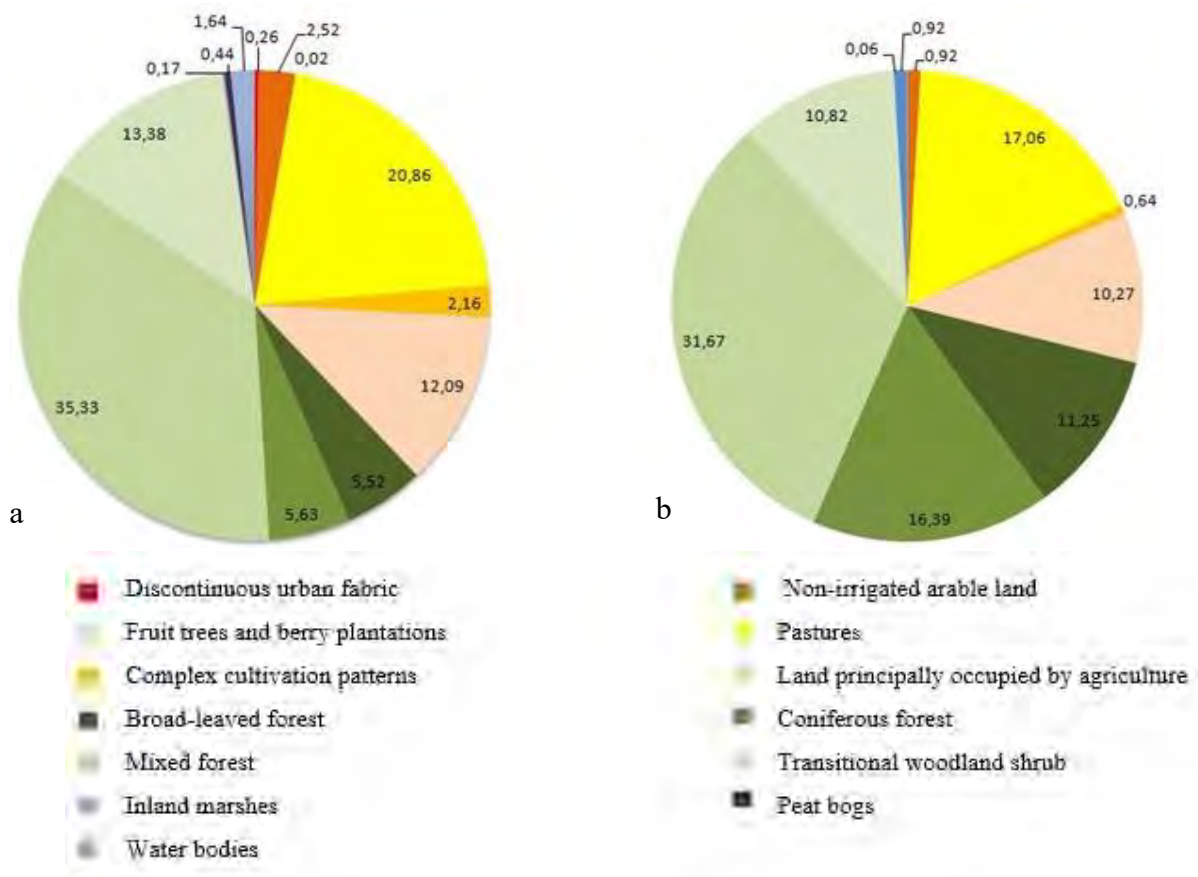 1,64
0,26
2,52
0,44
0,02
0,17
13,38
20,86
2,16
12,09
35,33
5,52
5,63
a
0,92
0,06
0,92
10,82
17,06
0,64
10,27
31,67
11,25
16,39
b
Discontinuous urban fabric
Fruit trees and berry plantations
Complex cultivation patterns
Broad-leaved forest
Mixed forest
Inland marshes
Water bodies
Non-irrigated arable land
Pastures
Land principally occupied by agriculture
Coniferous forest
Transitional woodland shrub
Peat bogs